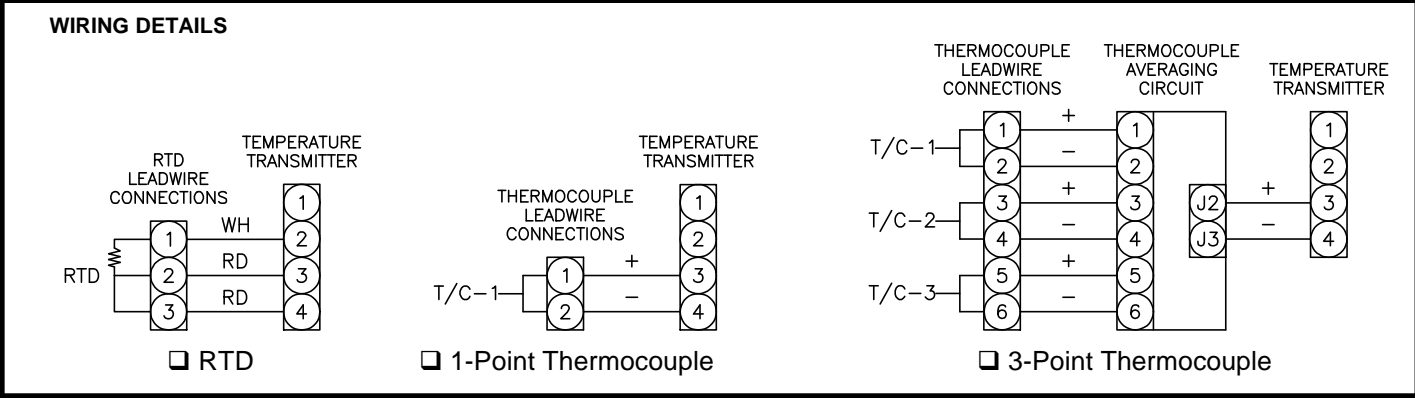 WIRING DETAILS
RTD
LEADWIRE
CONNECTIONS
TEMPERATURE
TRANSMITTER
RTD
1
2
3
WH
RD
RD
1
2
3
4
❑ RTD
THERMOCOUPLE
LEADWIRE
CONNECTIONS
TEMPERATURE
TRANSMITTER
T/C-1
1
2
+
−
1
2
3
4
❑ 1-Point Thermocouple
THERMOCOUPLE
LEADWIRE
CONNECTIONS
THERMOCOUPLE
AVERAGING
CIRCUIT
TEMPERATURE
TRANSMITTER
T/C-1
T/C-2
T/C-3
1
2
3
4
5
6
+
−
+
−
+
−
1
2
3
4
5
6
J2
J3
+
−
1
2
3
4
❑ 3-Point Thermocouple